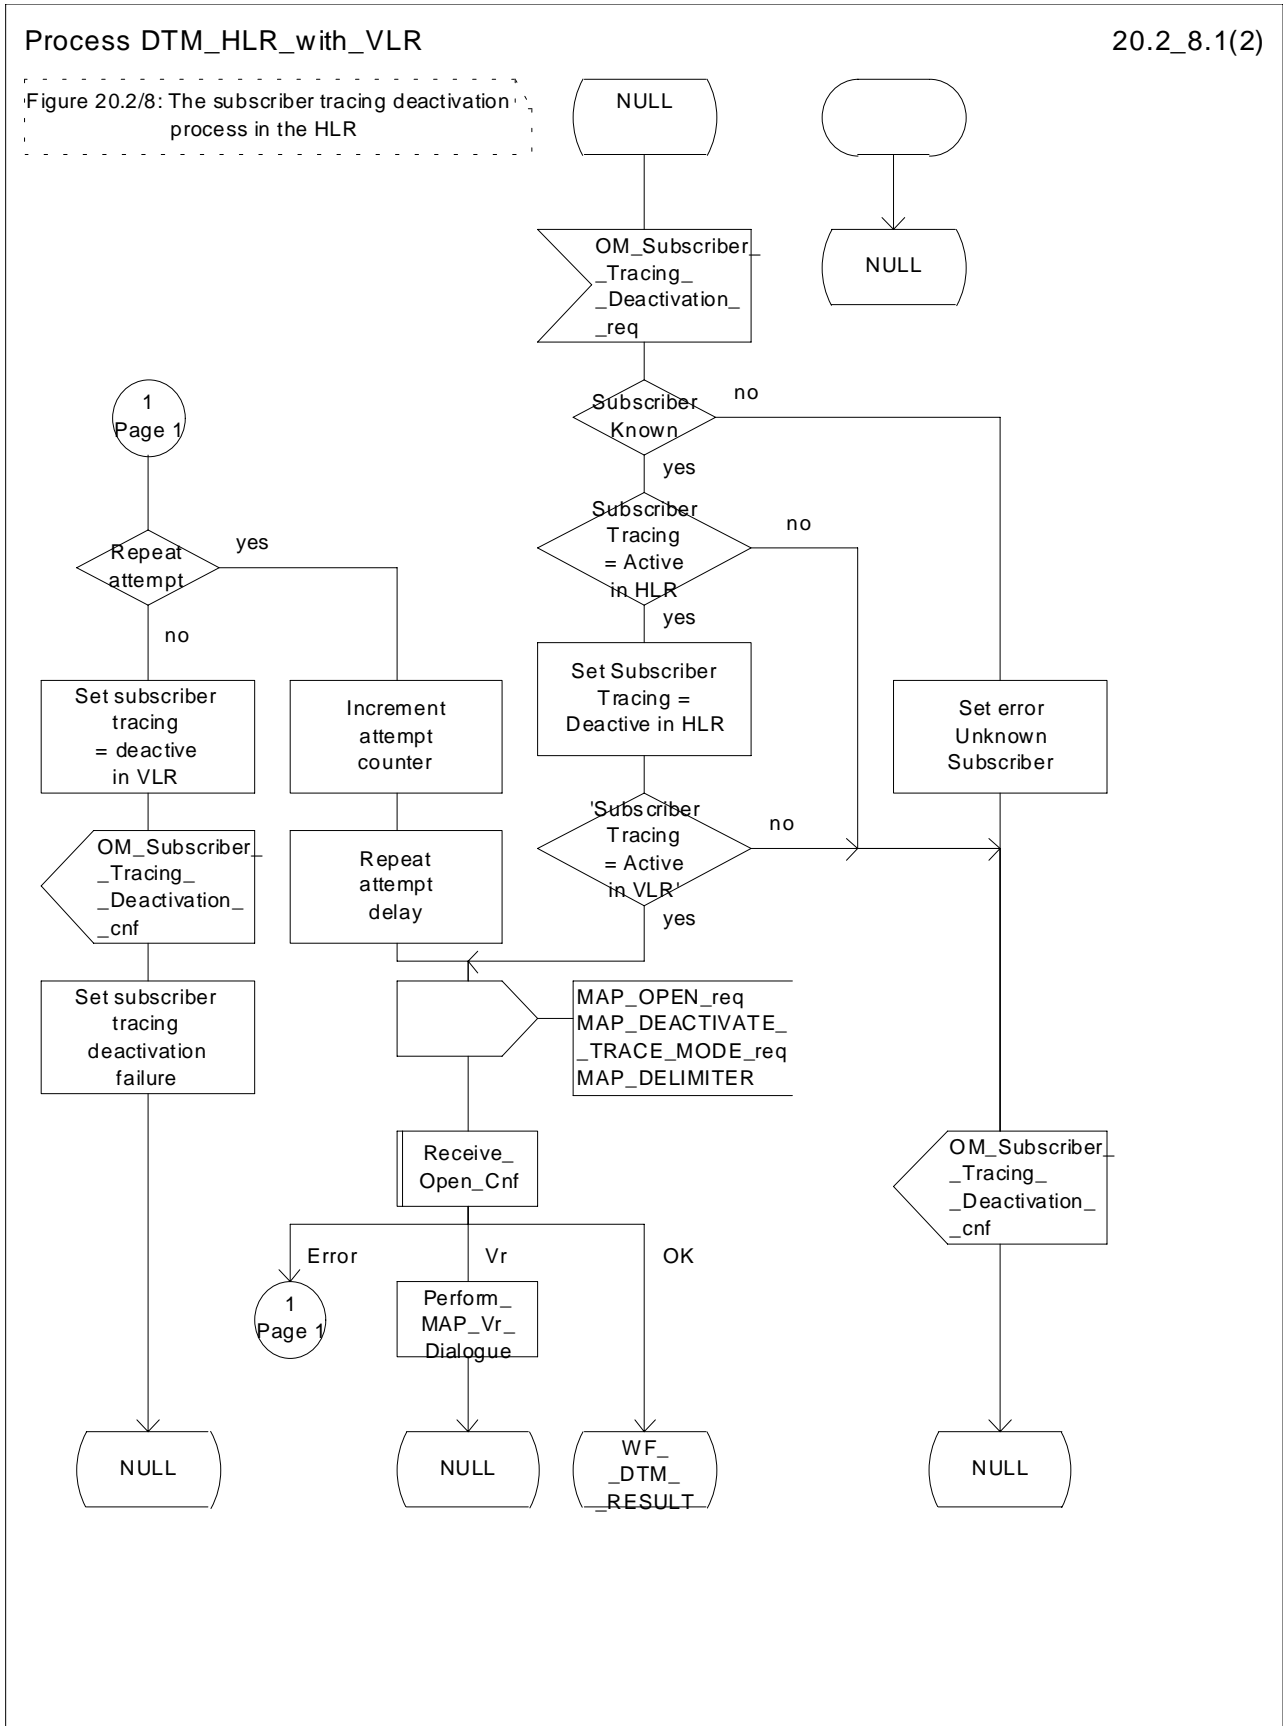 Process DTM_HLR_with_VLR
20.2_8.1(2)
Figure 20.2/8: The subscriber tracing deactivation
process in the HLR
NULL
OM_Subscriber_
_Tracing_
_Deactivation_
_req
NULL
1
Page 1
Subscriber
Known
no
yes
Subscriber
Tracing
= Active
in HLR
no
yes
Repeat
attempt
yes
no
Set Subscriber
Tracing =
Deactive in HLR
Set subscriber
tracing
= deactive
in VLR
Increment
attempt
counter
Set error
Unknown
Subscriber
'Subscriber
Tracing
= Active
in VLR'
no
yes
OM_Subscriber_
_Tracing_
_Deactivation_
_cnf
Repeat
attempt
delay
Set subscriber
tracing
deactivation
failure
MAP_OPEN_req
MAP_DEACTIVATE_
_TRACE_MODE_req
MAP_DELIMITER
Receive_
Open_Cnf
OM_Subscriber_
_Tracing_
_Deactivation_
_cnf
Error
Vr
OK
1
Page 1
Perform_
MAP_Vr_
Dialogue
NULL
NULL
WF_
_DTM_
_RESULT
NULL